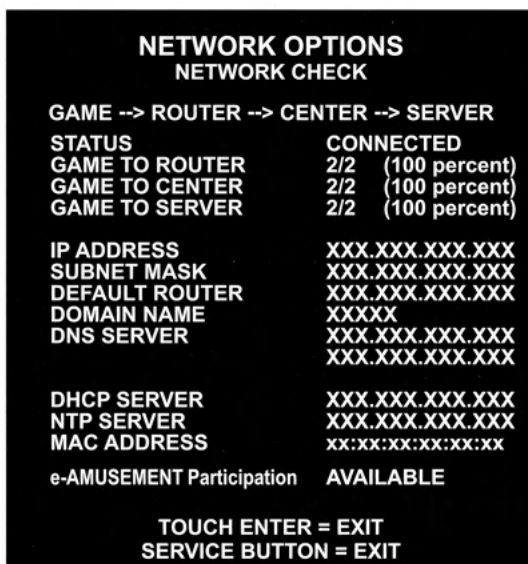 NETWORK OPTIONS
NETWORK CHECK
GAME --> ROUTER --> CENTER --> SERVER
STATUS CONNECTED
GAME TO ROUTER 2/2 (100 percent)
GAME TO CENTER 2/2 (100 percent)
GAME TO SERVER 2/2 (100 percent)
IP ADDRESS XXX.XXX.XXX.XXX
SUBNET MASK XXX.XXX.XXX.XXX
DEFAULT ROUTER XXX.XXX.XXX.XXX
DOMAIN NAME XXXXX
DNS SERVER XXX.XXX.XXX.XXX
XXX.XXX.XXX.XXX
DHCP SERVER XXX.XXX.XXX.XXX
NTP SERVER XXX.XXX.XXX.XXX
MAC ADDRESS xx:xx:xx:xx:xx:xx
e-AMUSEMENT Participation AVAILABLE
TOUCH ENTER = EXIT
SERVICE BUTTON = EXIT